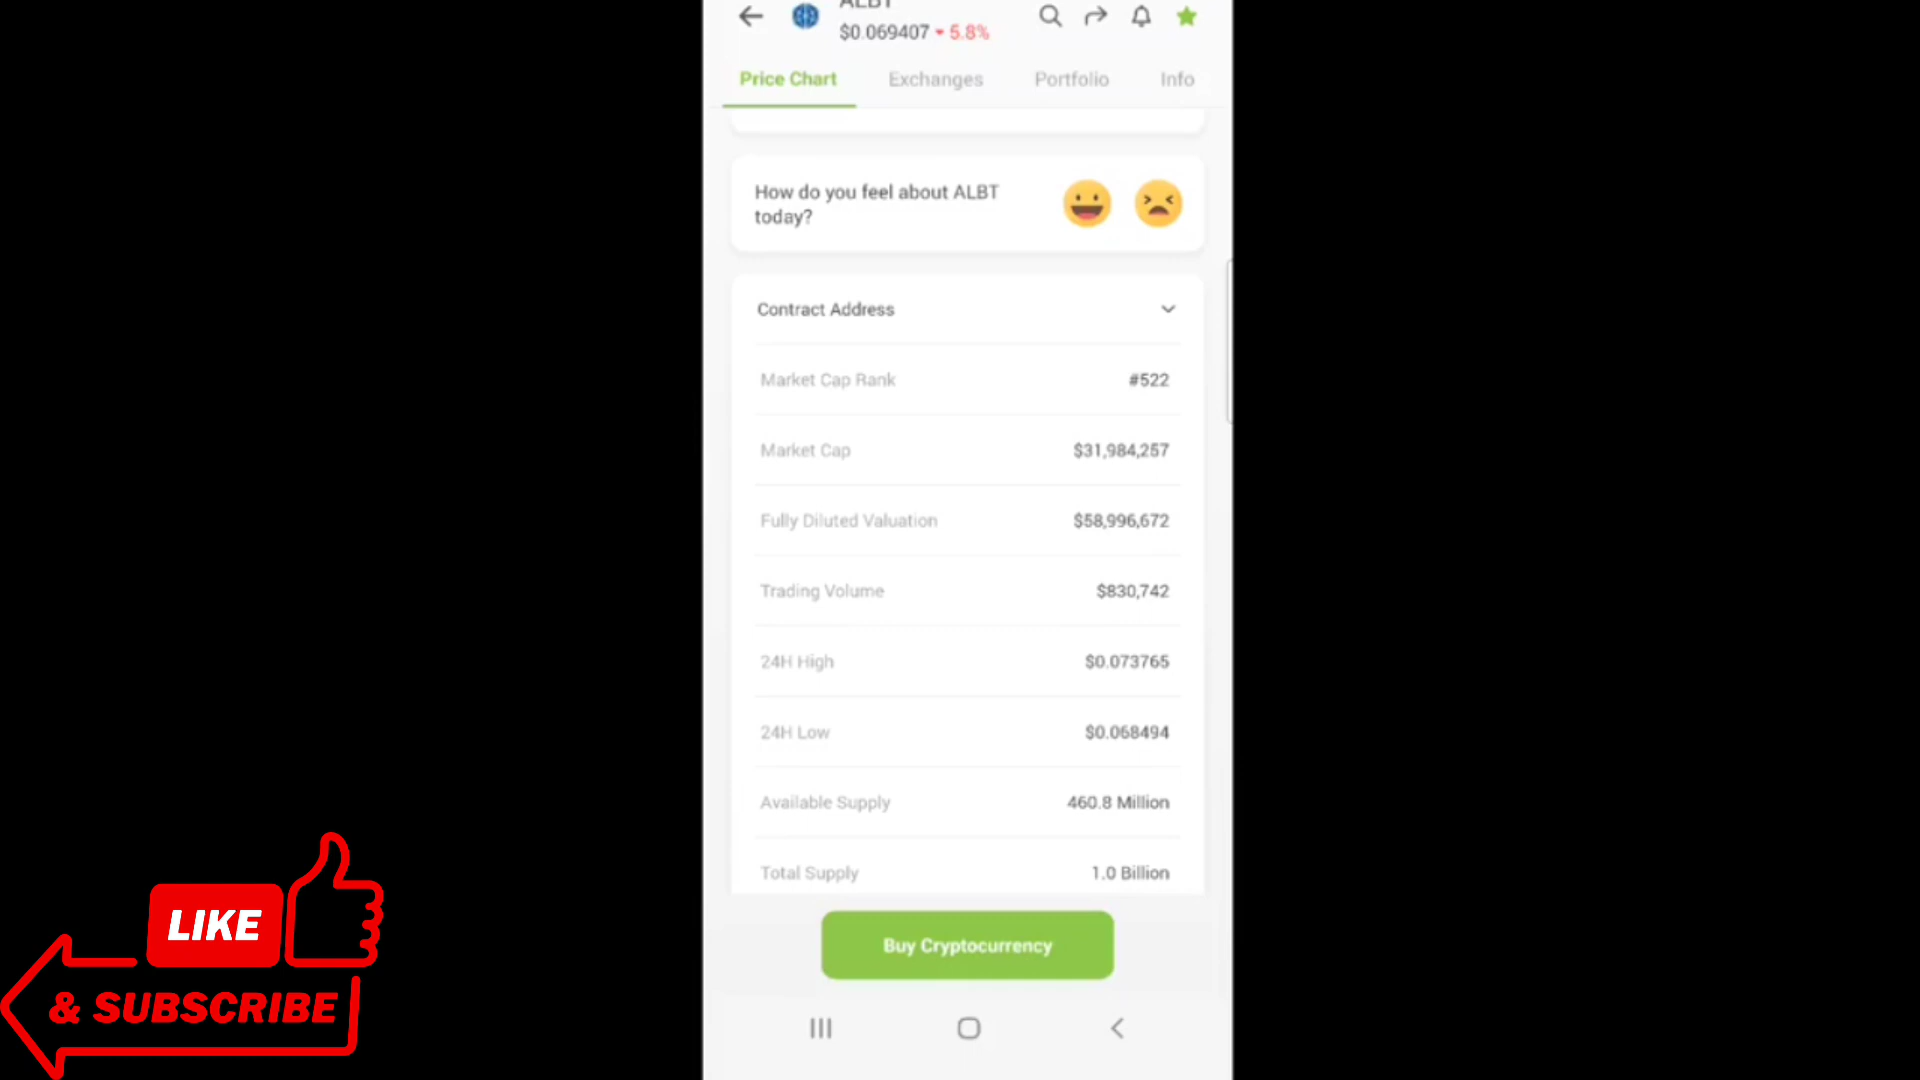 ALBT
$0.069407 5.8%
Price Chart Exchanges Portfolio Info
How do you feel about ALBT
today?
Contract Address
Market Cap Rank #522
Market Cap $31,984,257
Fully Diluted Valuation $58,996,672
Trading Volume $830,742
24H High $0.073765
24H Low $0.068494
Available Supply 460.8 Million
Total Supply 1.0 Billion
Buy Cryptocurrency
LIKE
& SUBSCRIBE